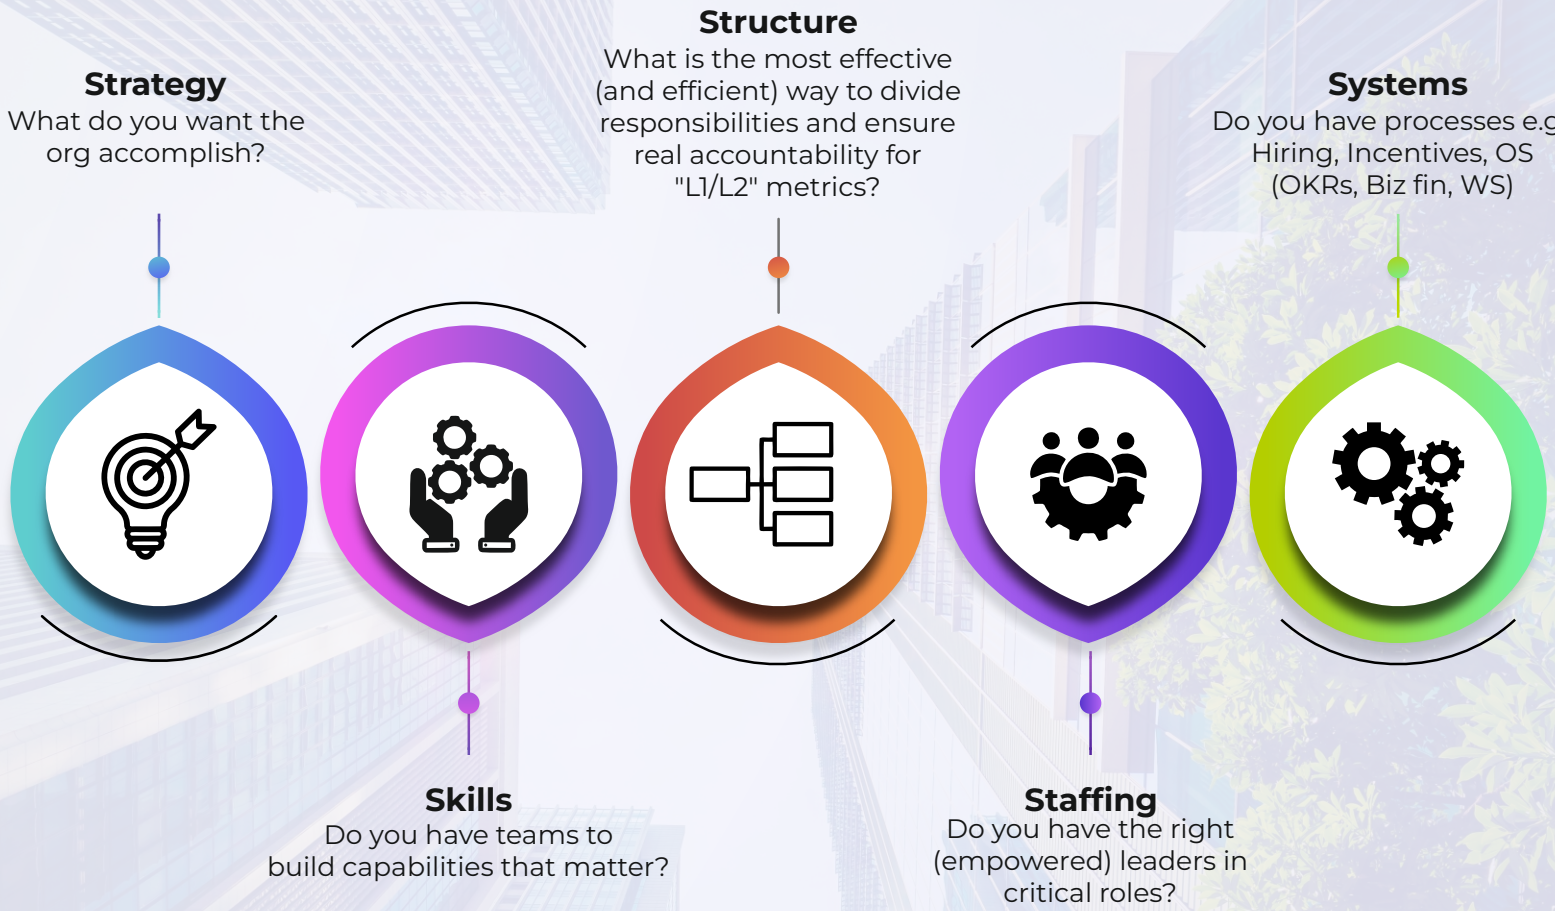 Strategy
What do you want the
org accomplish?
Skills
Do you have teams to
build capabilities that matter?
Structure
What is the most effective
(and efficient) way to divide
responsibilities and ensure
real accountability for
"L1/L2" metrics?
Staffing
Do you have the right
(empowered) leaders in
critical roles?
Systems
Do you have processes e.g
Hiring, Incentives, OS
(OKRs, Biz fin, WS)